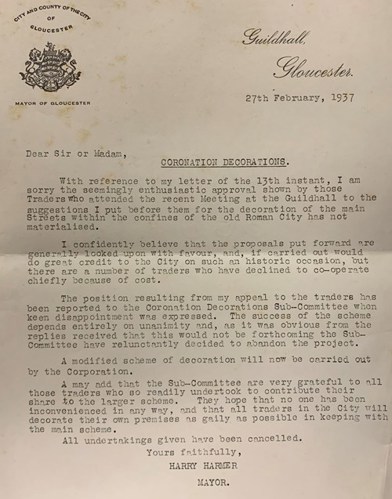 CITY AND COUNTY OF THE CITY
OF
GLOUCESTER
MAYOR OF GLOUCESTER
Guildhall,
Gloucester.
27th February, 1937
Dear Sir or Madam,
CORONATION DECORATIONS.
With reference to my letter of the 13th instant, I am
sorry the seemingly enthusiastic approval shown by those
Traders who attended the recent Meeting at the Guildhall to the
suggestions I put before them for the decoration of the main
Streets within the confines of the old Roman City has not
materialised.
I confidently believe that the proposals put forward are
generally looked upon with favour, and, if carried out would
do great credit to the City on such an historic occasion, but
there are a number of traders who have declined to co-operate
chiefly because of cost.
The position resulting from my appeal to the traders has
been reported to the Coronation Decorations Sub-Committee when
keen disappointment was expressed. The success of the scheme
depends entirely on unanimity and, as it was obvious from the
replies received that this would not be forthcoming the Sub-
Committee have reluctantly decided to abandon the project.
A modified scheme of decoration will now be carried out
by the Corporation.
I may add that the Sub-Committee are very grateful to all
those traders who so readily undertook to contribute their
share to the larger scheme. They hope that no one has been
inconvenienced in any way, and that all traders in the City will
decorate their own premises as gaily as possible in keeping with
the main scheme.
All undertakings given have been cancelled.
Yours faithfully,
HARRY HARMER
MAYOR.